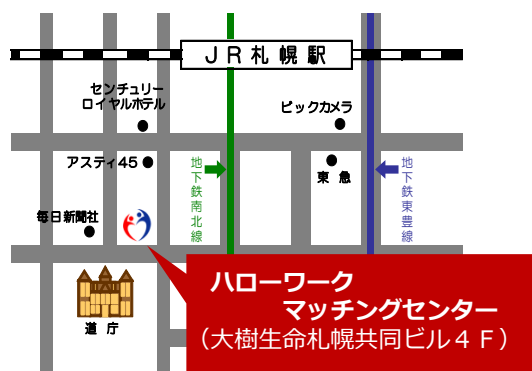 JR札幌駅
センチュリー
ロイヤルホテル
ビックカメラ
アスティ45
地下鉄南北線
東急
地下鉄東豊線
毎日新聞社
道庁
ハローワーク
マッチングセンター
（大樹生命札幌共同ビル４F）